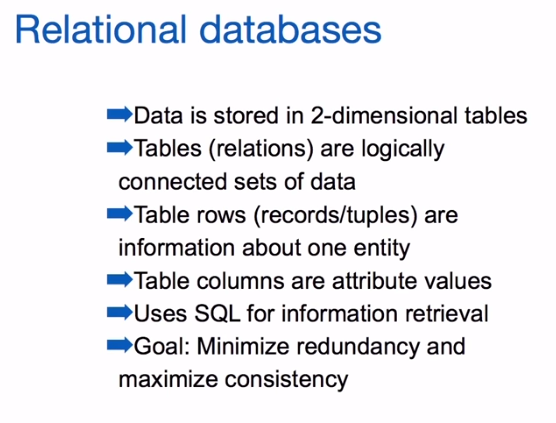 Relational databases
Data is stored in 2-dimensional tables
Tables (relations) are logically
connected sets of data
Table rows (records/tuples) are
information about one entity
Table columns are attribute values
Uses SQL for information retrieval
Goal: Minimize redundancy and
maximize consistency